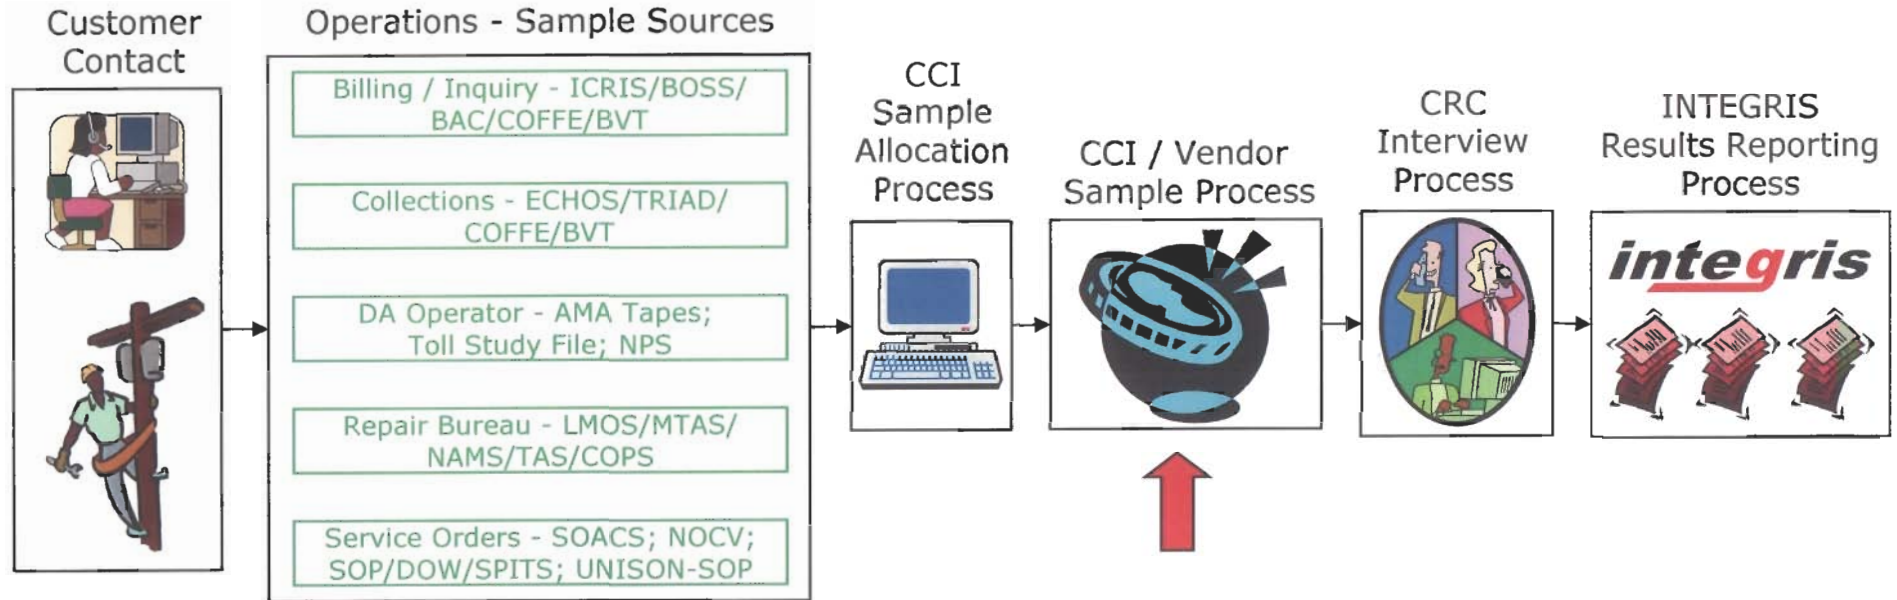 Customer
Contact
Operations - Sample Sources
Billing / Inquiry - ICRIS/BOSS/
BAC/COFFE/BVT
Collections - ECHOS/TRIAD/
COFFE/BVT
DA Operator - AMA Tapes;
Toll Study File; NPS
Repair Bureau - LMOS/MTAS/
NAMS/TAS/COPS
Service Orders - SOACS; NOCV;
SOP/DOW/SPITS; UNISON-SOP
CCI
Sample
Allocation
Process
CCI / Vendor
Sample Process
CRC
Interview
Process
INTEGRIS
Results Reporting
Process
integris